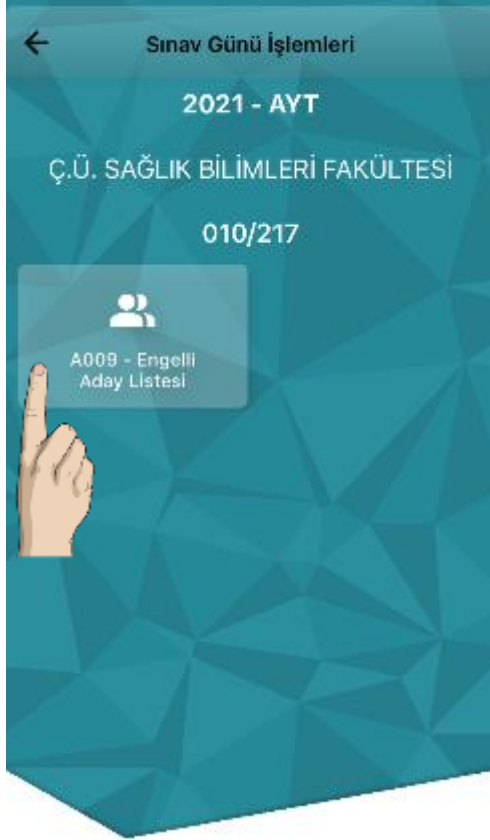 Sınav Günü İşlemleri
2021 - AYT
Ç.Ü. SAĞLIK BİLİMLERİ FAKÜLTESİ
010/217
A009 - Engelli
Aday Listesi